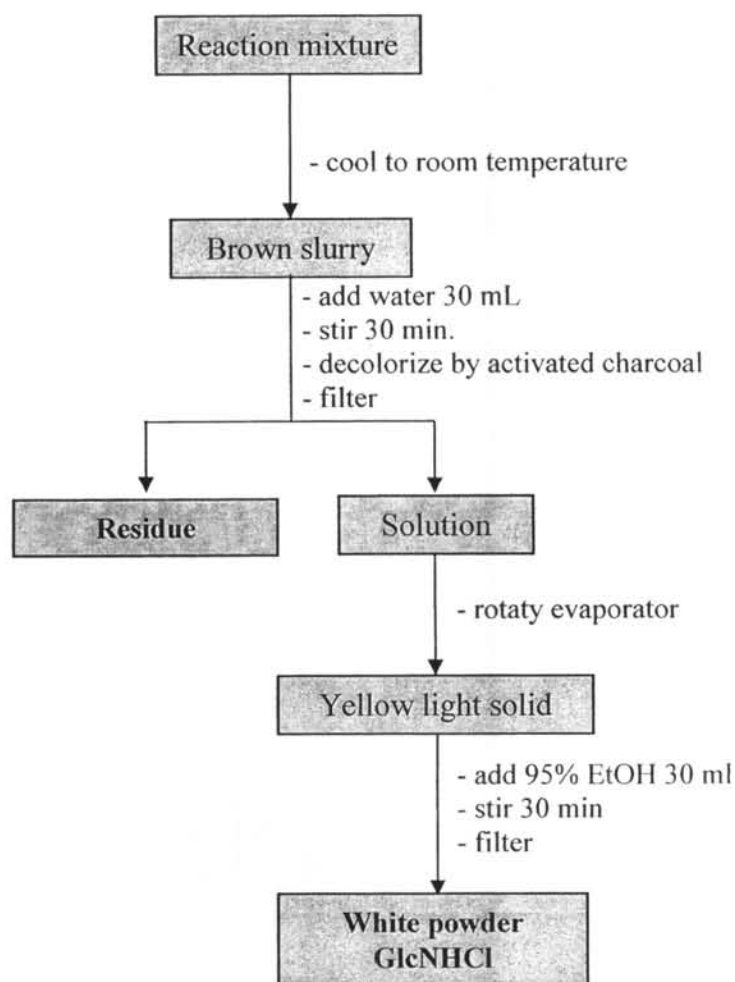 Reaction mixture
- cool to room temperature
Brown slurry
- add water 30 mL
- stir 30 min.
- decolorize by activated charcoal
- filter
Residue
Solution
- rotaty evaporator
Yellow light solid
- add 95% EtOH 30 ml
- stir 30 min
- filter
White powder
GlcNHCl